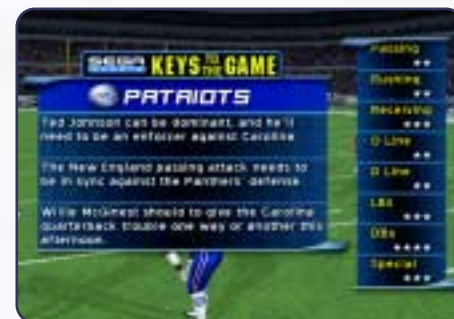 SEGA KEYS TO THE GAME
PATRIOTS
Ted Johnson can be dominant, and he'll
need to be an enforcer against Carolina
The New England passing attack needs to
be in sync against the Panthers' defense
Willie McGinest should to give the Carolina
quarterback trouble one way or another this
afternoon.
Passing
Rushing
Receiving
O Line
D Line
LBs
DBs
Special